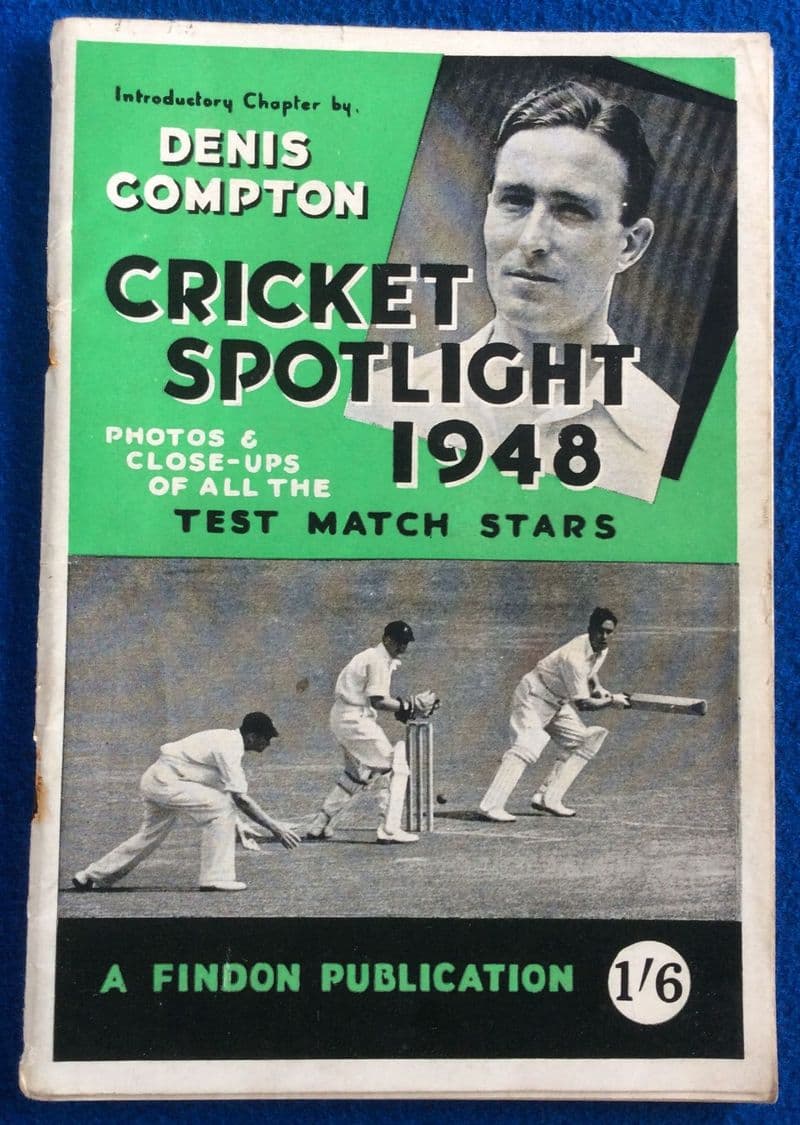 Introductory Chapter by.
DENIS
COMPTON
CRICKET
SPOTLIGHT
1948
PHOTOS &
CLOSE-UPS
OF ALL THE
TEST MATCH STARS
A FINDON PUBLICATION
1/6